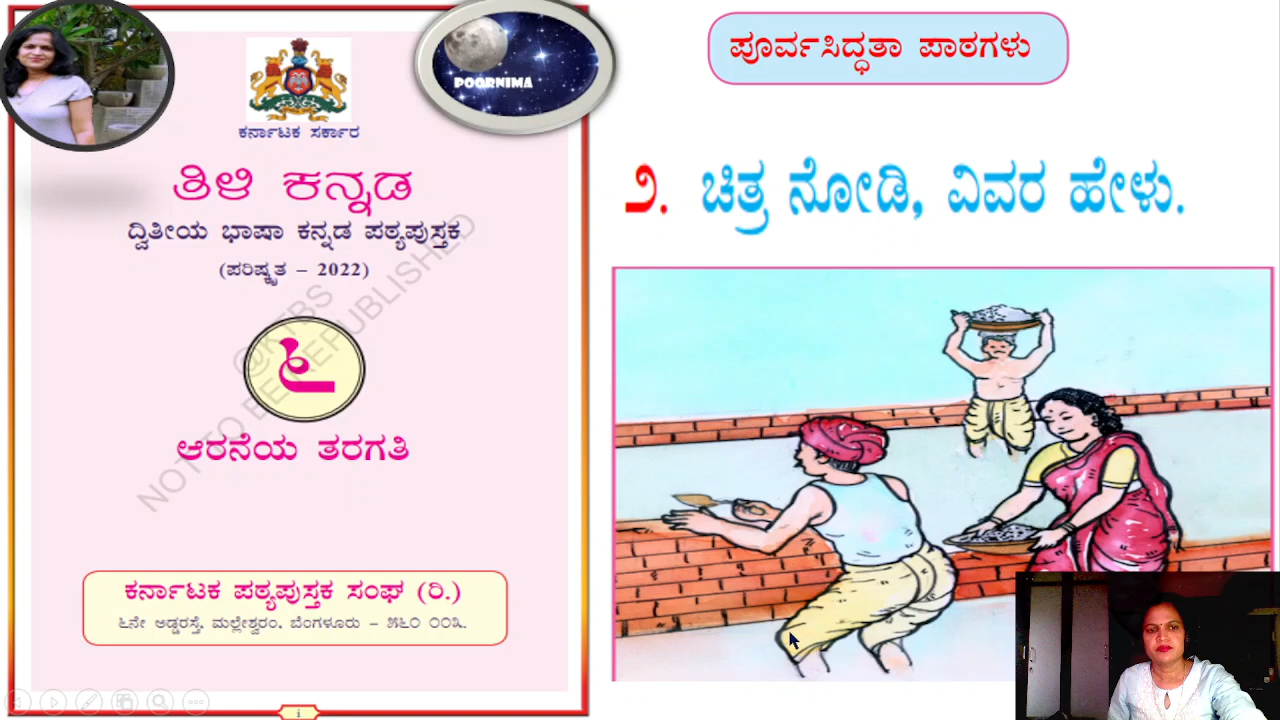 POORNIMA
ಕರ್ನಾಟಕ ಸರ್ಕಾರ
ತಿಳಿ ಕನ್ನಡ
ದ್ವಿತೀಯ ಭಾಷಾ ಕನ್ನಡ ಪಠ್ಯಪುಸ್ತಕ
(ಪರಿಷ್ಕೃತ – 2022)
@KTBS
NOT TO BE REPUBLISHED
೬
ಆರನೆಯ ತರಗತಿ
ಕರ್ನಾಟಕ ಪಠ್ಯಪುಸ್ತಕ ಸಂಘ (ರಿ.)
೬ನೇ ಅಡ್ಡರಸ್ತೆ, ಮಲ್ಲೇಶ್ವರಂ, ಬೆಂಗಳೂರು – ೫೬೦ ೦೦೩.
i
ಪೂರ್ವಸಿದ್ಧತಾ ಪಾಠಗಳು
೨. ಚಿತ್ರ ನೋಡಿ, ವಿವರ ಹೇಳು.